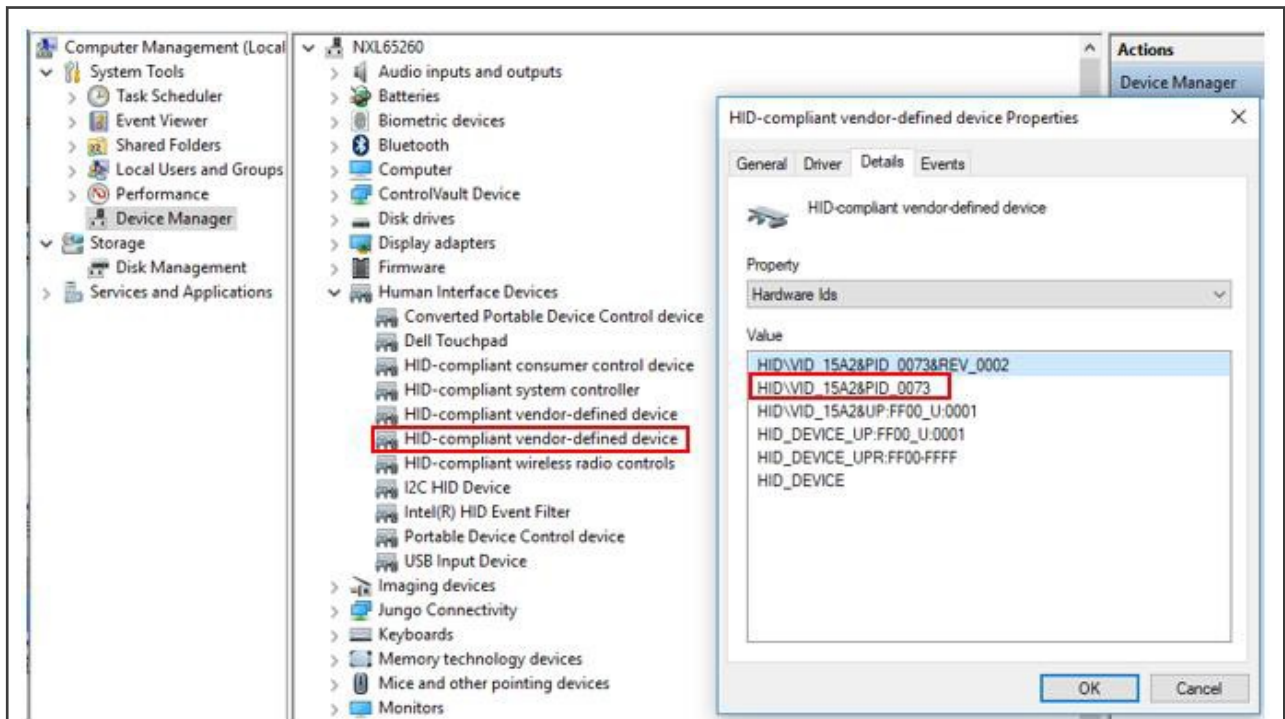 Computer Management (Local
System Tools
Task Scheduler
Event Viewer
Shared Folders
Local Users and Groups
Performance
Device Manager
Storage
Disk Management
Services and Applications
NXL65260
Audio inputs and outputs
Batteries
Biometric devices
Bluetooth
Computer
ControlVault Device
Disk drives
Display adapters
Firmware
Human Interface Devices
Converted Portable Device Control device
Dell Touchpad
HID-compliant consumer control device
HID-compliant system controller
HID-compliant vendor-defined device
HID-compliant vendor-defined device
HID-compliant wireless radio controls
I2C HID Device
Intel(R) HID Event Filter
Portable Device Control device
USB Input Device
Imaging devices
Jungo Connectivity
Keyboards
Memory technology devices
Mice and other pointing devices
Monitors
Actions
Device Manager
HID-compliant vendor-defined device Properties
General Driver Details Events
HID-compliant vendor-defined device
Property
Hardware Ids
Value
HID\VID_15A2&PID_0073&REV_0002
HID\VID_15A2&PID_0073
HID\VID_15A2&UP:FF00_U:0001
HID_DEVICE_UP:FF00_U:0001
HID_DEVICE_UPR:FF00-FFFF
HID_DEVICE
OK Cancel